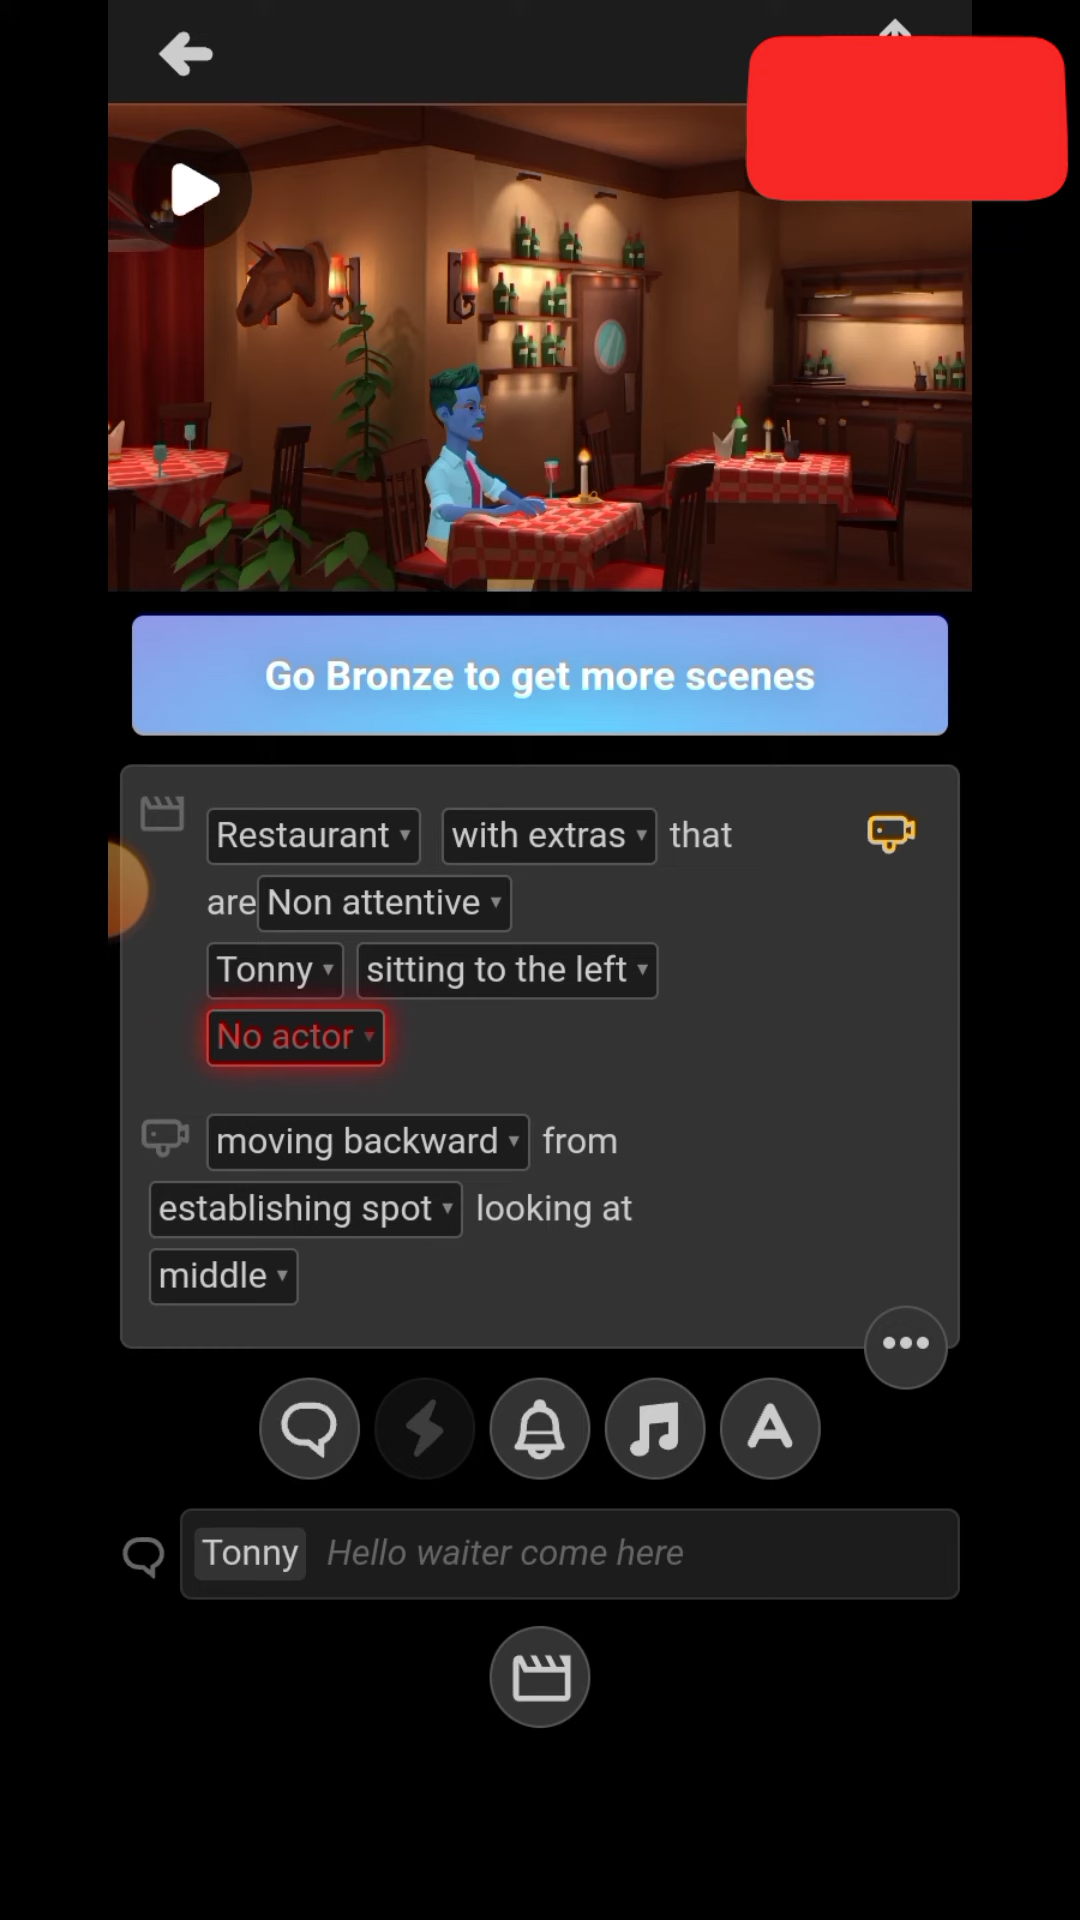 Go Bronze to get more scenes
Restaurant with extras that
are Non attentive
Tonny sitting to the left
No actor
moving backward from
establishing spot looking at
middle
Tonny Hello waiter come here